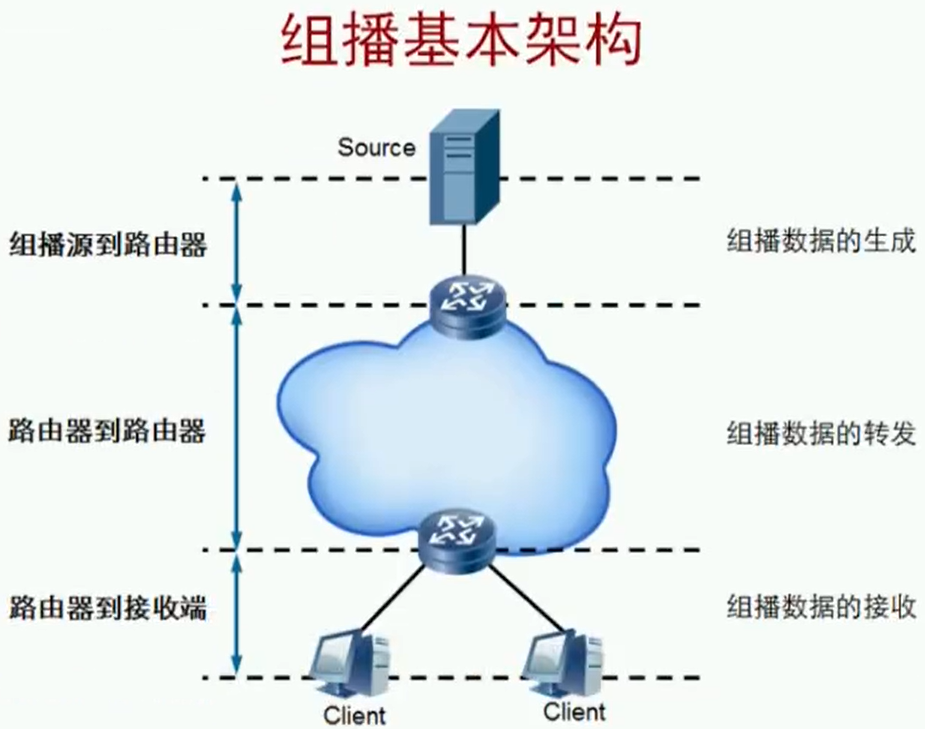 组播基本架构
Source
组播源到路由器
组播数据的生成
路由器到路由器
组播数据的转发
路由器到接收端
组播数据的接收
Client
Client